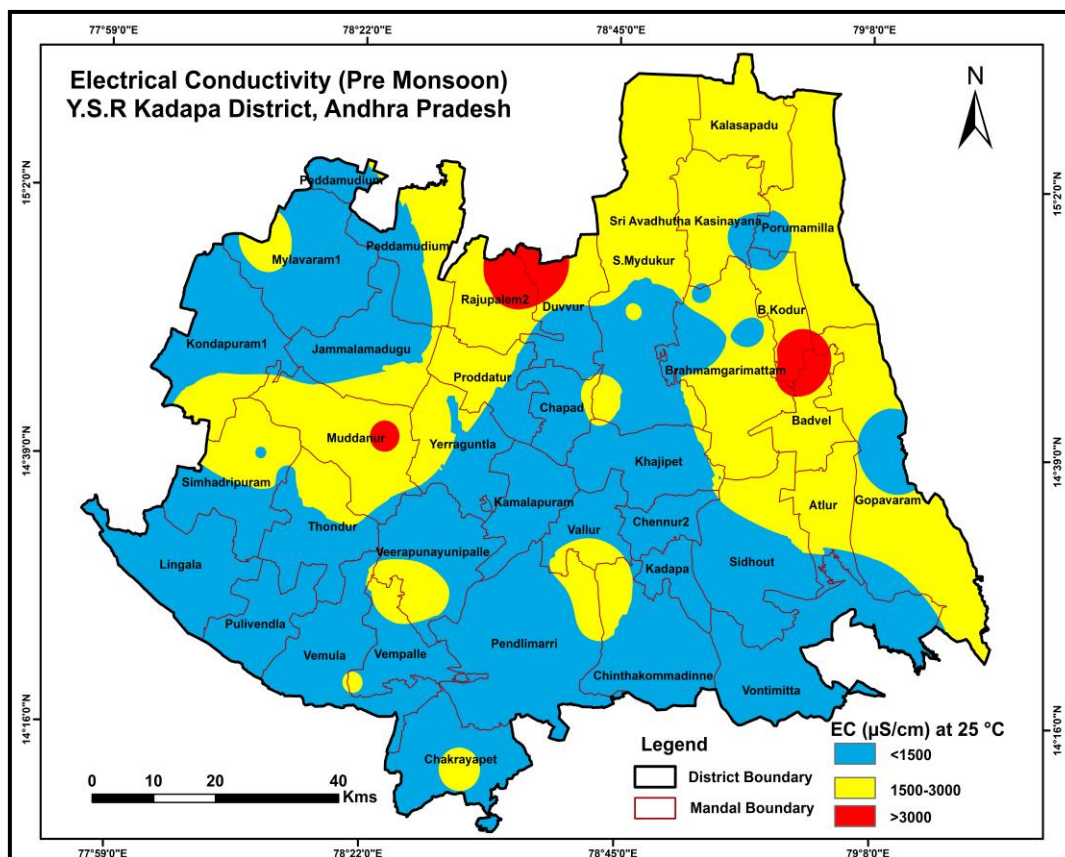 77°59'0"E 78°22'0"E 78°45'0"E 79°8'0"E
Electrical Conductivity (Pre Monsoon)
Y.S.R Kadapa District, Andhra Pradesh
N
Kalasapadu
15°2'0"N
15°2'0"N
Peddamudium
Sri Avadhutha Kasinayana
Porumamilla
Peddamudium
Mylavaram1
S.Mydukur
Rajupalem2
Duvvur
B.Kodur
Kondapuram1
Jammalamadugu
Brahmamgarimattam
Proddatur
Chapad
Badvel
Muddanur
Yerraguntla
14°39'0"N
14°39'0"N
Khajipet
Simhadripuram
Kamalapuram
Atlur
Gopavaram
Thondur
Chennur2
Vallur
Veerapunayunipalle
Lingala
Kadapa
Sidhout
Pulivendla
Pendlimarri
Vemula
Vempalle
Chinthakommadinne
Vontimitta
14°16'0"N
14°16'0"N
Chakrayapet
Legend
District Boundary
Mandal Boundary
EC (µS/cm) at 25 °C
<1500
1500-3000
>3000
0 10 20 40
Kms
77°59'0"E 78°22'0"E 78°45'0"E 79°8'0"E